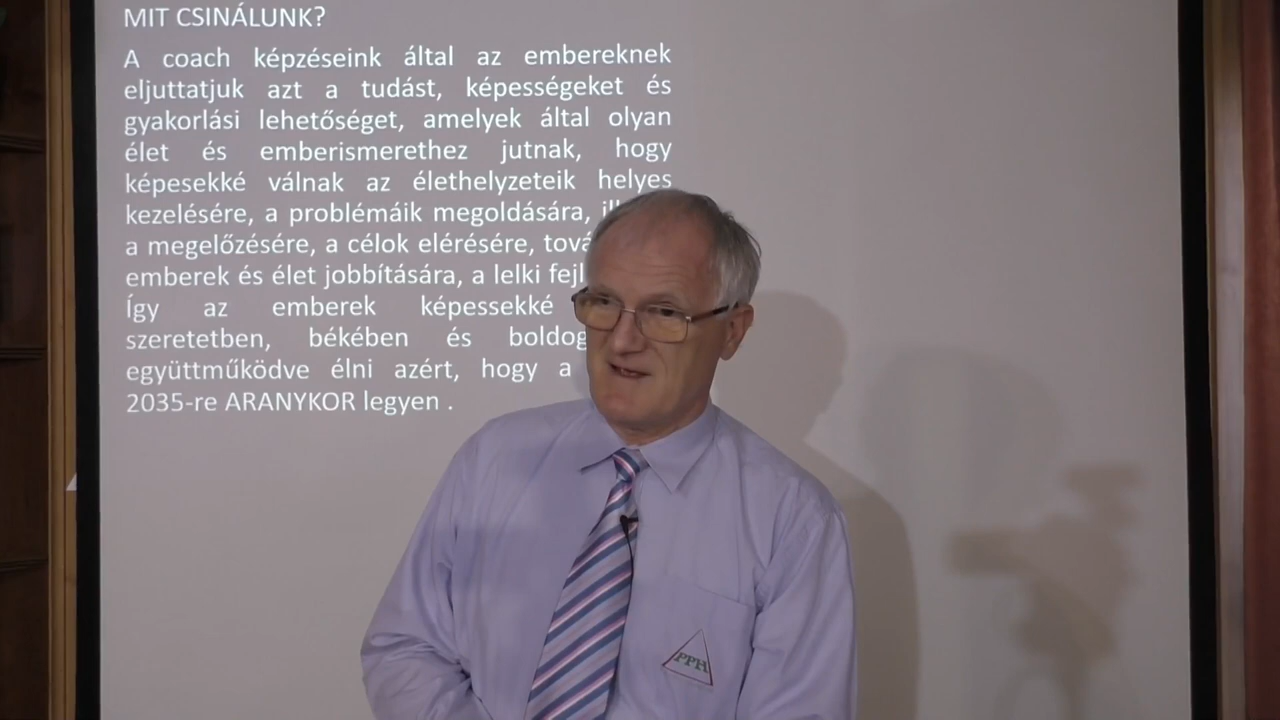 MIT CSINÁLUNK?
A coach képzéseink által az embereknek
eljuttatjuk azt a tudást, képességeket és
gyakorlási lehetőséget, amelyek által olyan
élet és emberismerethez jutnak, hogy
képesekké válnak az élethelyzeteik helyes
kezelésére, a problémáik megoldására,
a megelőzésére, a célok elérésére,
emberek és élet jobbítására, a lelki
Így az emberek képessekké
szeretetben, békében és
együttműködve élni azért, hogy a
2035-re ARANYKOR legyen .
PPH